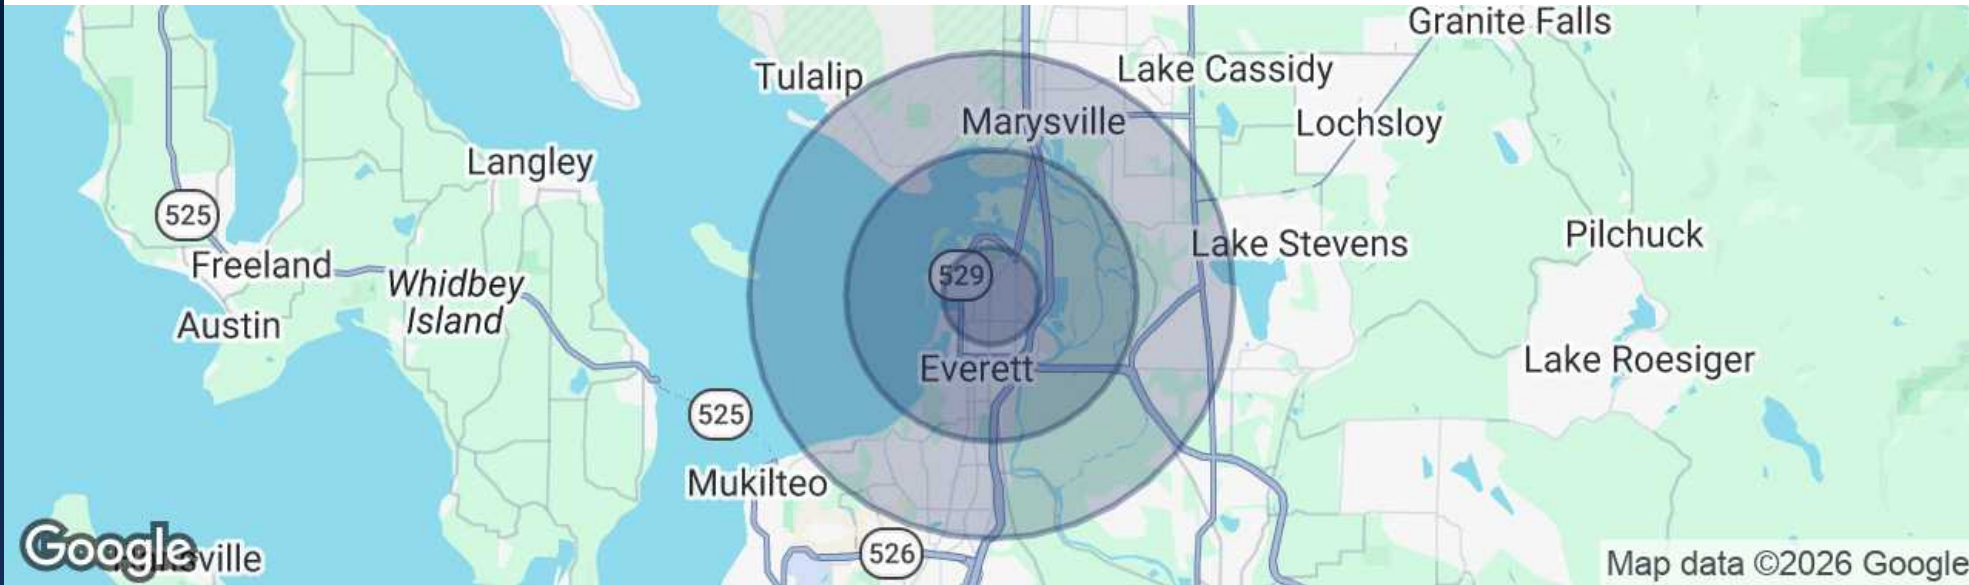 Granite Falls
Tulalip
Lake Cassidy
Marysville
Lochsloy
Langley
525
Freeland
Whidbey
Island
Austin
529
Lake Stevens
Pilchuck
Everett
Lake Roesiger
525
Mukilteo
526
Google
Map data ©2026 Google